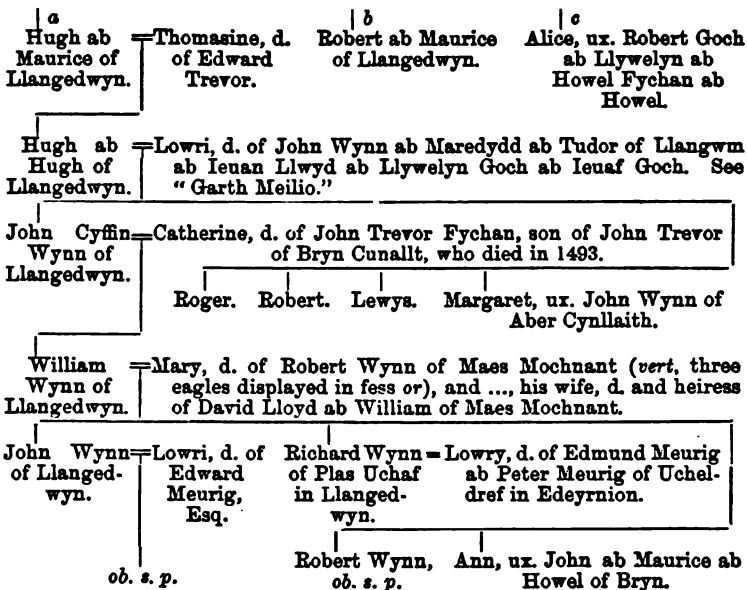 a b c
Hugh ab Maurice of Llangedwyn.
Thomasine, d. of Edward Trevor.
Robert ab Maurice of Llangedwyn.
Alice, ux. Robert Goch ab Llywelyn ab Howel Fychan ab Howel.
Hugh ab Hugh of Llangedwyn.
Lowri, d. of John Wynn ab Maredydd ab Tudor of Llangwm
ab Ieuan Llwyd ab Llywelyn Goch ab Ieuaf Goch. See
"Garth Meilio."
John Cyffin Wynn of Llangedwyn.
Catherine, d. of John Trevor Fychan, son of John Trevor
of Bryn Cunallt, who died in 1493.
Roger. Robert. Lewys. Margaret, ux. John Wynn of
Aber Cynllaith.
William Wynn of Llangedwyn.
Mary, d. of Robert Wynn of Maes Mochnant (vert, three
eagles displayed in fess or), and ..., his wife, d. and heiress
of David Lloyd ab William of Maes Mochnant.
John Wynn of Llangedwyn.
Lowri, d. of Edward Meurig, Esq.
Richard Wynn of Plas Uchaf in Llangedwyn.
Lowry, d. of Edmund Meurig ab Peter Meurig of Ucheldref in Edeyrnion.
ob. s. p.
Robert Wynn, ob. s. p.
Ann, ux. John ab Maurice ab Howel of Bryn.